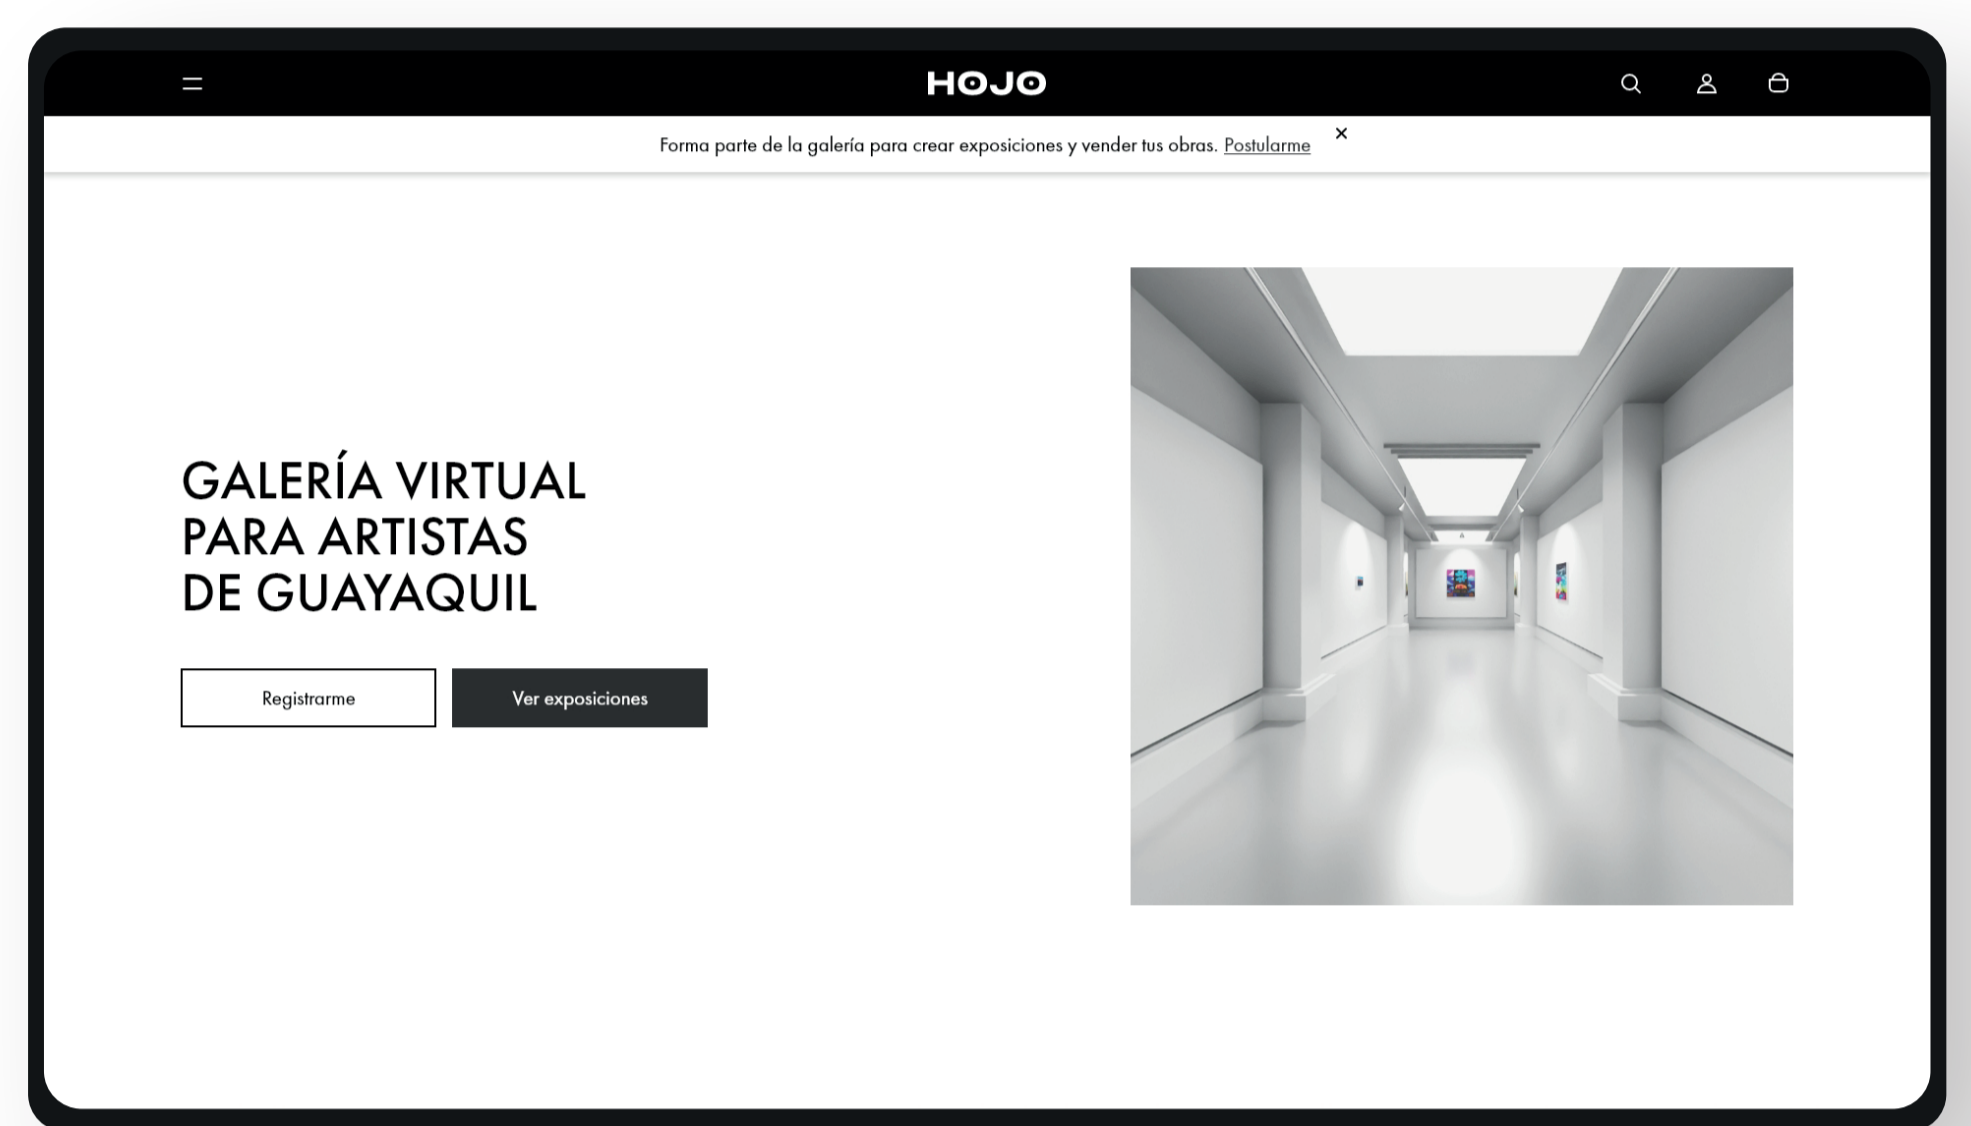 HOJO
Forma parte de la galería para crear exposiciones y vender tus obras. Postularme
GALERÍA VIRTUAL
PARA ARTISTAS
DE GUAYAQUIL
Registrarme
Ver exposiciones